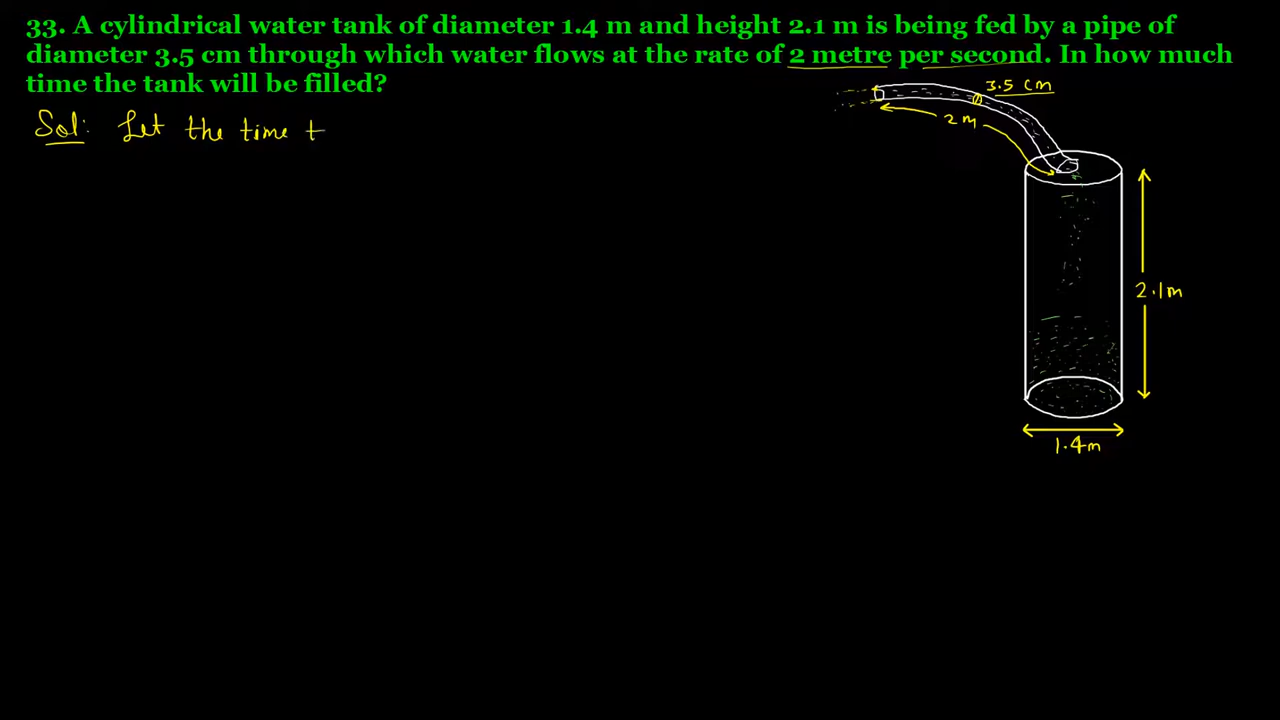 33. A cylindrical water tank of diameter 1.4 m and height 2.1 m is being fed by a pipe of
diameter 3.5 cm through which water flows at the rate of 2 metre per second. In how much
time the tank will be filled?
3.5 cm
2 m
Sol: Let the time t
2.1m
1.4m